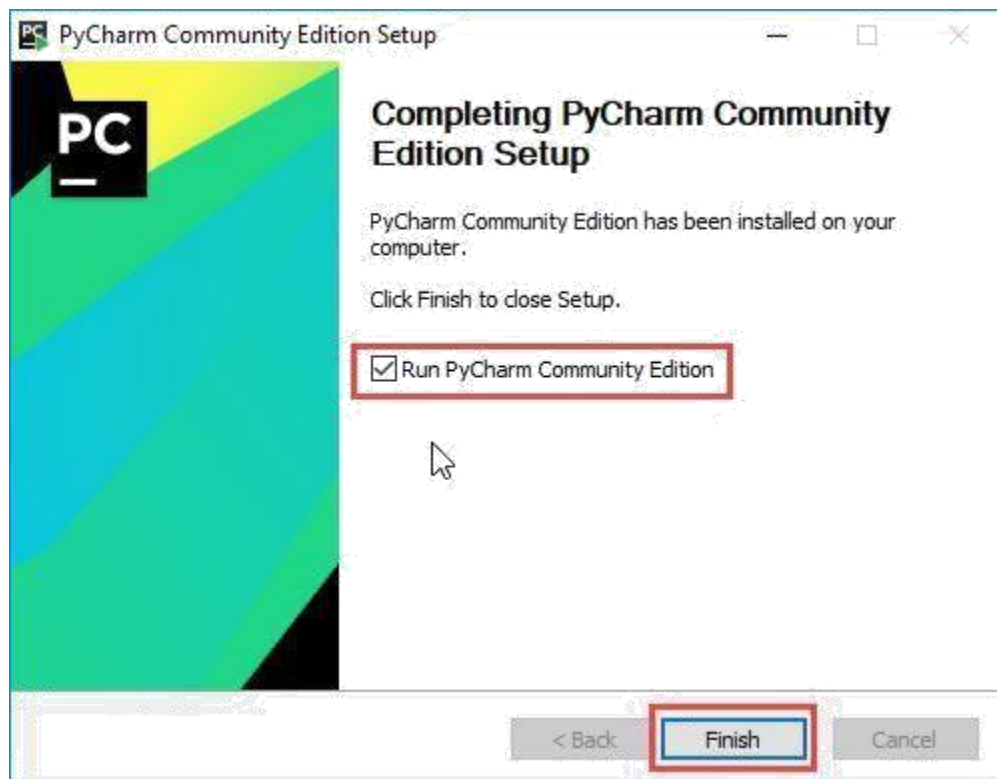 PyCharm Community Edition Setup
PC
Completing PyCharm Community
Edition Setup
PyCharm Community Edition has been installed on your
computer.
Click Finish to close Setup.
Run PyCharm Community Edition
< Back Finish Cancel